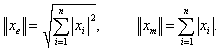 ‖x_e‖ = √(∑_{i=1}^{n} |x_i|²),  ‖x_m‖ = ∑_{i=1}^{n} |x_i|.